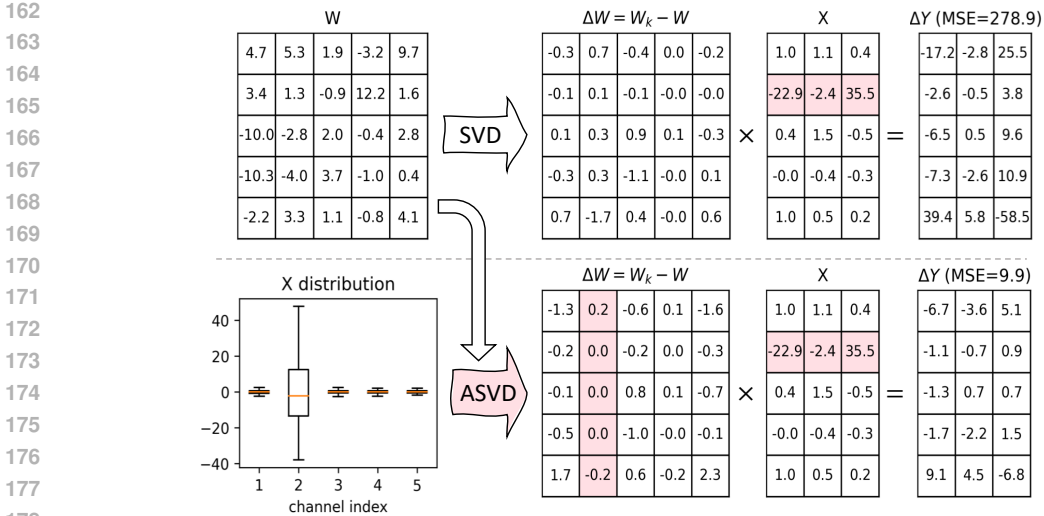 162
163
164
165
166
167
168
169
170
171
172
173
174
175
176
177
W
ΔW = W_k − W
X
ΔY (MSE=278.9)
4.7 5.3 1.9 -3.2 9.7
3.4 1.3 -0.9 12.2 1.6
-10.0 -2.8 2.0 -0.4 2.8
-10.3 -4.0 3.7 -1.0 0.4
-2.2 3.3 1.1 -0.8 4.1
SVD
-0.3 0.7 -0.4 0.0 -0.2
-0.1 0.1 -0.1 -0.0 -0.0
0.1 0.3 0.9 0.1 -0.3
-0.3 0.3 -1.1 -0.0 0.1
0.7 -1.7 0.4 -0.0 0.6
×
1.0 1.1 0.4
-22.9 -2.4 35.5
0.4 1.5 -0.5
-0.0 -0.4 -0.3
1.0 0.5 0.2
=
-17.2 -2.8 25.5
-2.6 -0.5 3.8
-6.5 0.5 9.6
-7.3 -2.6 10.9
39.4 5.8 -58.5
X distribution
40
20
0
−20
−40
1 2 3 4 5
channel index
ASVD
ΔW = W_k − W
X
ΔY (MSE=9.9)
-1.3 0.2 -0.6 0.1 -1.6
-0.2 0.0 -0.2 0.0 -0.3
-0.1 0.0 0.8 0.1 -0.7
-0.5 0.0 -1.0 -0.0 -0.1
1.7 -0.2 0.6 -0.2 2.3
×
1.0 1.1 0.4
-22.9 -2.4 35.5
0.4 1.5 -0.5
-0.0 -0.4 -0.3
1.0 0.5 0.2
=
-6.7 -3.6 5.1
-1.1 -0.7 0.9
-1.3 0.7 0.7
-1.7 -2.2 1.5
9.1 4.5 -6.8